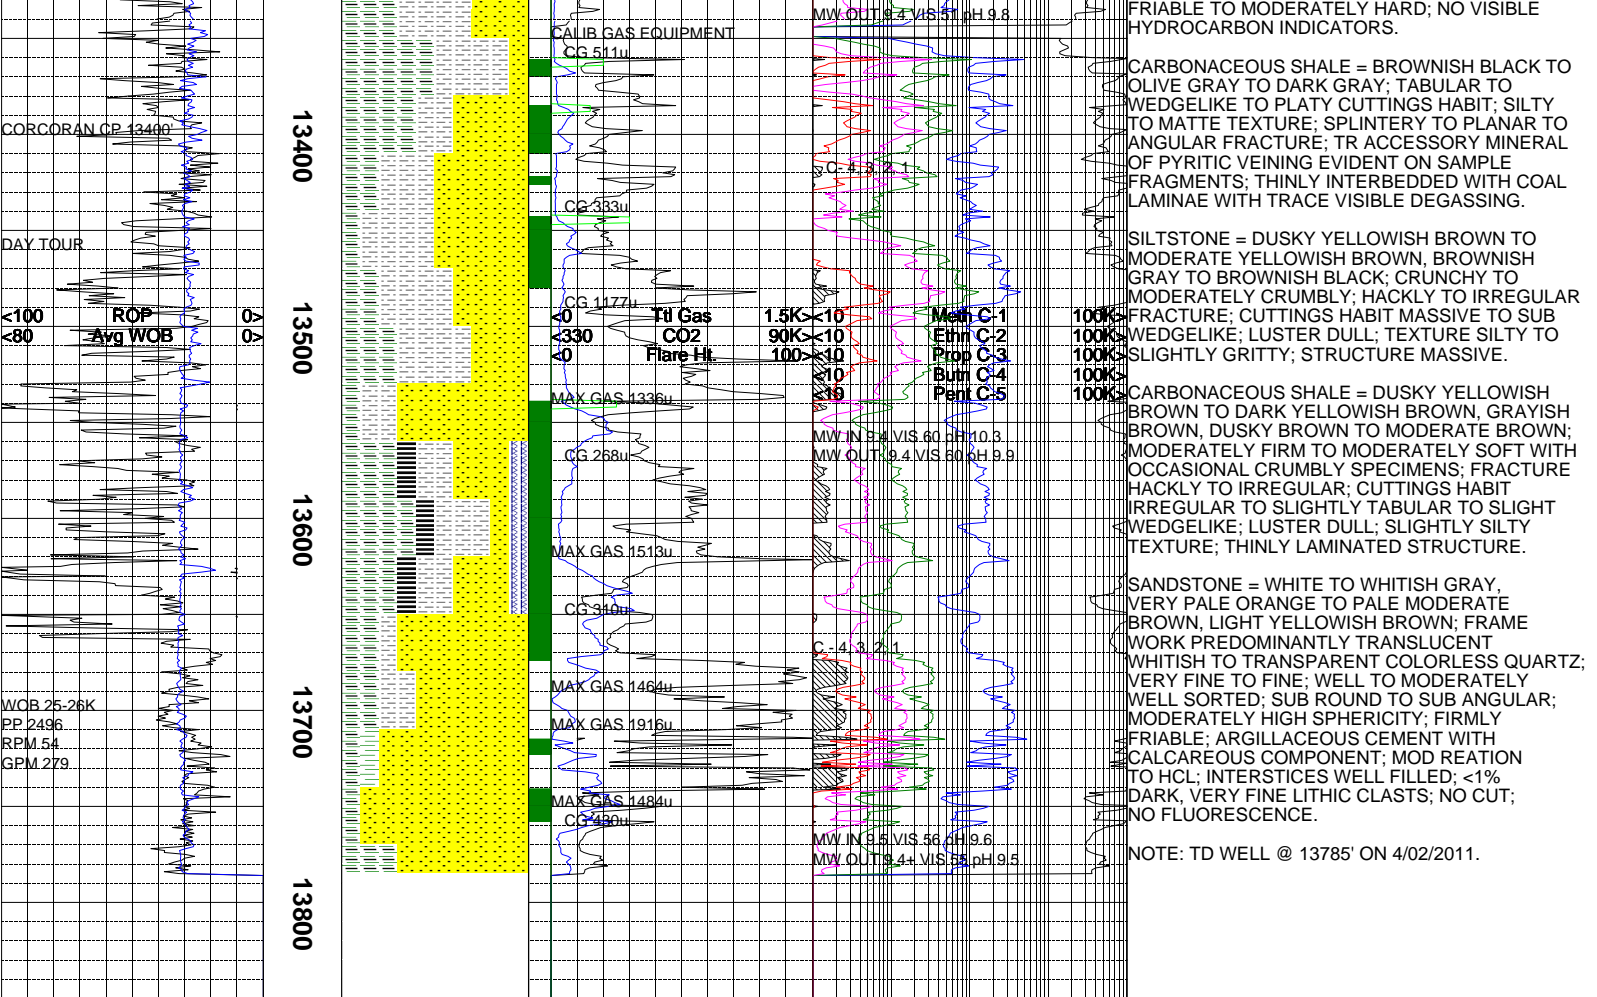 CORCORAN CP 13400'
DAY TOUR
<100 ROP 0>
<80 Avg WOB 0>
WOB 25-26K
PP 2496
RPM 54
GPM 279
13400
13500
13600
13700
13800
CALIB GAS EQUIPMENT
CG 511u
CG 333u
CG 1177u
<0 Ttl Gas 1.5K>
<330 CO2 90K>
<0 Flare Ht. 100>
MAX GAS 1336u
CG 268u
MAX GAS 1513u
CG 310u
MAX GAS 1464u
MAX GAS 1916u
MAX GAS 1484u
CG 430u
MW OUT 9.4 VIS 51 pH 9.8
C- 4, 3, 2, 1
<10 Meth C-1 100K>
<10 Ethn C-2 100K>
<10 Prop C-3 100K>
<10 Butn C-4 100K>
<10 Pent C-5 100K>
MW IN 9.4 VIS 60 pH 10.3
MW OUT 9.4 VIS 60 pH 9.9
C - 4, 3, 2, 1
MW IN 9.5 VIS 56 pH 9.6
MW OUT 9.4+ VIS 55 pH 9.5
FRIABLE TO MODERATELY HARD; NO VISIBLE
HYDROCARBON INDICATORS.
CARBONACEOUS SHALE = BROWNISH BLACK TO
OLIVE GRAY TO DARK GRAY; TABULAR TO
WEDGELIKE TO PLATY CUTTINGS HABIT; SILTY
TO MATTE TEXTURE; SPLINTERY TO PLANAR TO
ANGULAR FRACTURE; TR ACCESSORY MINERAL
OF PYRITIC VEINING EVIDENT ON SAMPLE
FRAGMENTS; THINLY INTERBEDDED WITH COAL
LAMINAE WITH TRACE VISIBLE DEGASSING.
SILTSTONE = DUSKY YELLOWISH BROWN TO
MODERATE YELLOWISH BROWN, BROWNISH
GRAY TO BROWNISH BLACK; CRUNCHY TO
MODERATELY CRUMBLY; HACKLY TO IRREGULAR
FRACTURE; CUTTINGS HABIT MASSIVE TO SUB
WEDGELIKE; LUSTER DULL; TEXTURE SILTY TO
SLIGHTLY GRITTY; STRUCTURE MASSIVE.
CARBONACEOUS SHALE = DUSKY YELLOWISH
BROWN TO DARK YELLOWISH BROWN, GRAYISH
BROWN, DUSKY BROWN TO MODERATE BROWN;
MODERATELY FIRM TO MODERATELY SOFT WITH
OCCASIONAL CRUMBLY SPECIMENS; FRACTURE
HACKLY TO IRREGULAR; CUTTINGS HABIT
IRREGULAR TO SLIGHTLY TABULAR TO SLIGHT
WEDGELIKE; LUSTER DULL; SLIGHTLY SILTY
TEXTURE; THINLY LAMINATED STRUCTURE.
SANDSTONE = WHITE TO WHITISH GRAY,
VERY PALE ORANGE TO PALE MODERATE
BROWN, LIGHT YELLOWISH BROWN; FRAME
WORK PREDOMINANTLY TRANSLUCENT
WHITISH TO TRANSPARENT COLORLESS QUARTZ;
VERY FINE TO FINE; WELL TO MODERATELY
WELL SORTED; SUB ROUND TO SUB ANGULAR;
MODERATELY HIGH SPHERICITY; FIRMLY
FRIABLE; ARGILLACEOUS CEMENT WITH
CALCAREOUS COMPONENT; MOD REATION
TO HCL; INTERSTICES WELL FILLED; <1%
DARK, VERY FINE LITHIC CLASTS; NO CUT;
NO FLUORESCENCE.
NOTE: TD WELL @ 13785' ON 4/02/2011.